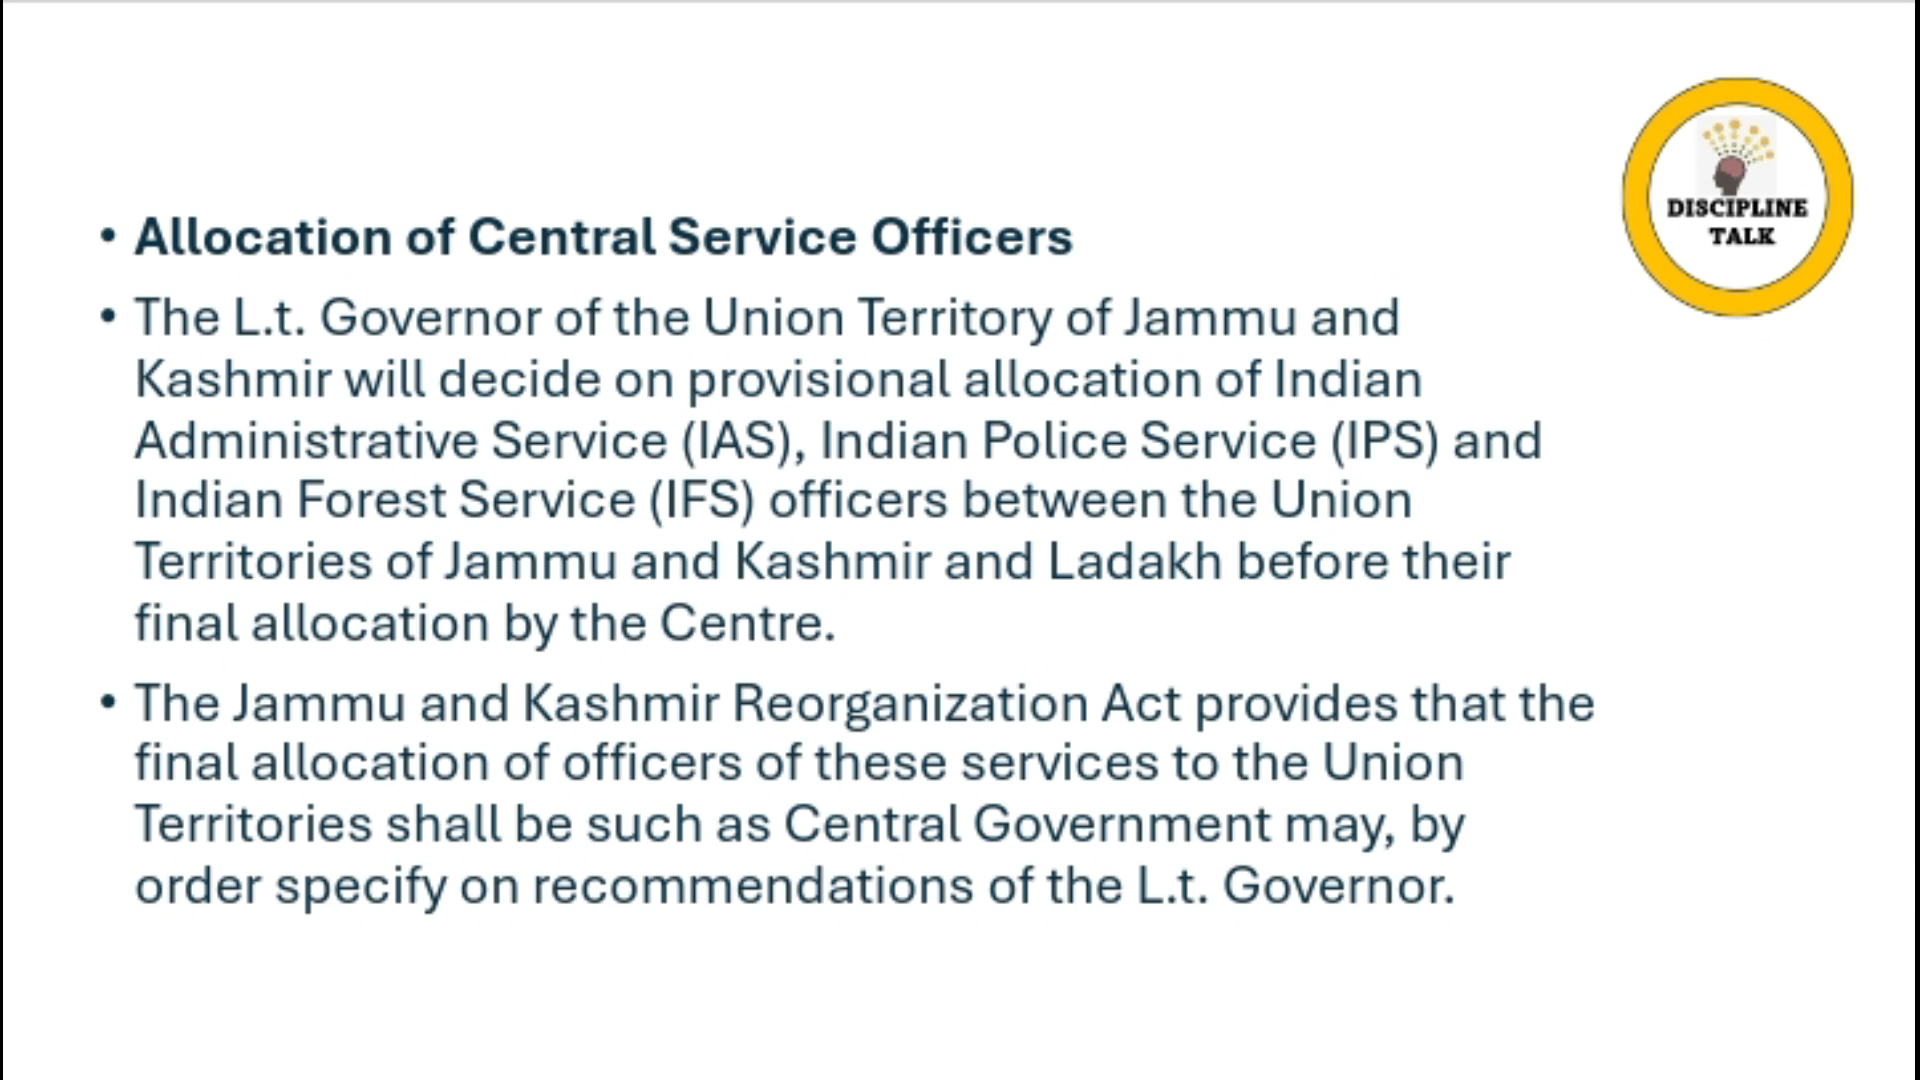 DISCIPLINE
TALK
• Allocation of Central Service Officers
• The L.t. Governor of the Union Territory of Jammu and
Kashmir will decide on provisional allocation of Indian
Administrative Service (IAS), Indian Police Service (IPS) and
Indian Forest Service (IFS) officers between the Union
Territories of Jammu and Kashmir and Ladakh before their
final allocation by the Centre.
• The Jammu and Kashmir Reorganization Act provides that the
final allocation of officers of these services to the Union
Territories shall be such as Central Government may, by
order specify on recommendations of the L.t. Governor.